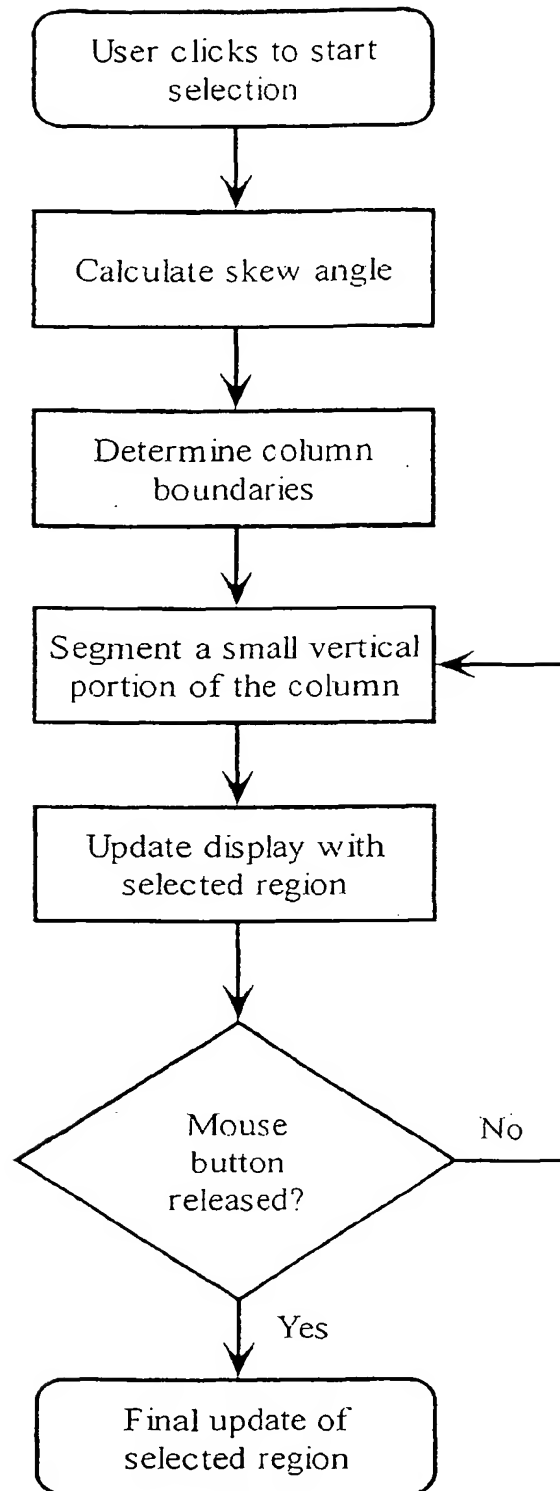 User clicks to start
selection
Calculate skew angle
Determine column
boundaries
Segment a small vertical
portion of the column
Update display with
selected region
Mouse
button
released?
No
Yes
Final update of
selected region